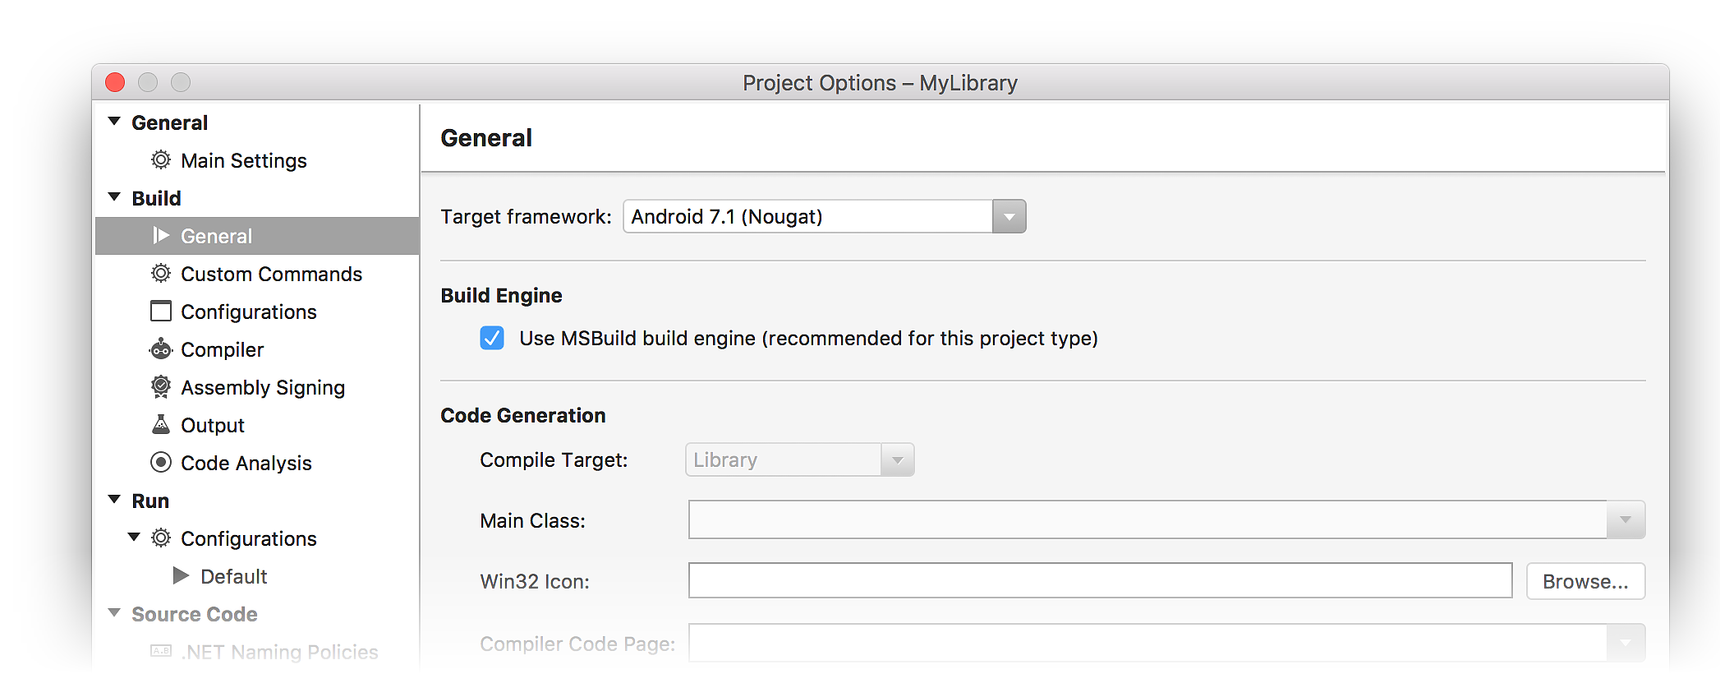 Project Options – MyLibrary
General
Main Settings
Build
General
Custom Commands
Configurations
Compiler
Assembly Signing
Output
Code Analysis
Run
Configurations
Default
Source Code
.NET Naming Policies
General
Target framework: Android 7.1 (Nougat)
Build Engine
Use MSBuild build engine (recommended for this project type)
Code Generation
Compile Target: Library
Main Class:
Win32 Icon: Browse...
Compiler Code Page: